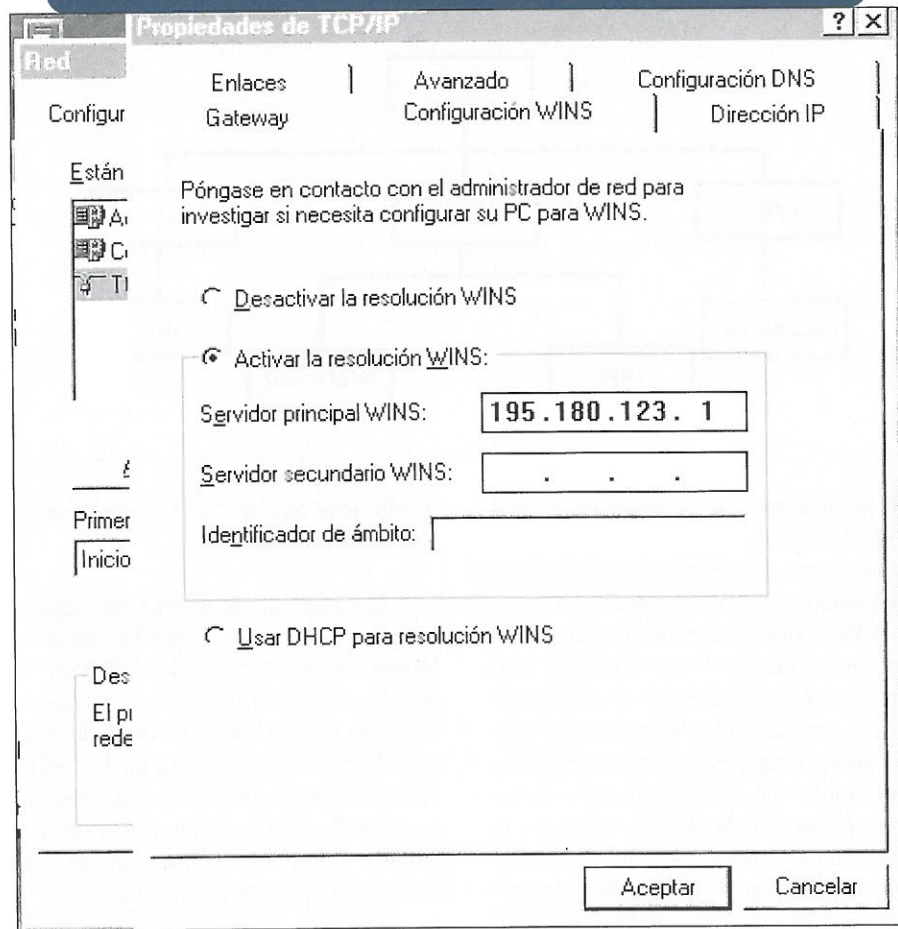 Propiedades de TCP/IP
Red
Enlaces
Avanzado
Configuración DNS
Configur
Gateway
Configuración WINS
Dirección IP
Están
Póngase en contacto con el administrador de red para
investigar si necesita configurar su PC para WINS.
Desactivar la resolución WINS
Activar la resolución WINS:
Servidor principal WINS:
195.180.123. 1
Servidor secundario WINS:
. . .
Identificador de ámbito:
Primer
Inicio
Usar DHCP para resolución WINS
Des
El
rede
Aceptar
Cancelar